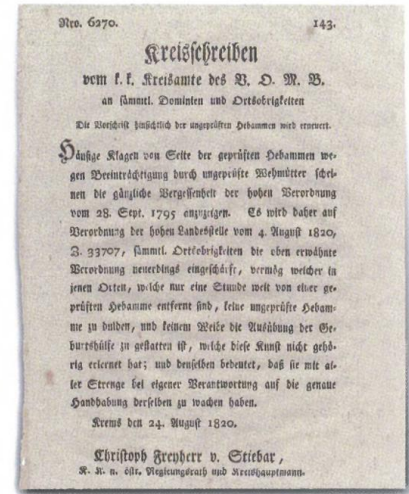 Nro. 6270. 143.
Kreisschreiben
vom k. k. Kreisamte des V. O. M. B.
an sämmtl. Dominien und Ortsobrigkeiten
Die Vorschrift hinsichtlich der ungeprüften Hebammen wird erneuert.
Häufige Klagen von Seite der geprüften Hebammen we-
gen Beeinträchtigung durch ungeprüfte Wehmütter schei-
nen die gänzliche Vergessenheit der hohen Verordnung
vom 28. Sept. 1795 anzuzeigen. Es wird daher auf
Verordnung der hohen Landesstelle vom 4. August 1820,
Z. 33707, sämmtl. Ortsobrigkeiten die oben erwähnte
Verordnung neuerdings eingeschärft, vermög welcher in
jenen Orten, welche nur eine Stunde weit von einer ge-
prüften Hebamme entfernt sind, keine ungeprüfte Hebam-
me zu dulden, und keinem Weibe die Ausübung der Ge-
burtshülfe zu gestatten ist, welche diese Kunst nicht gehö-
rig erlernet hat; und denselben bedeutet, daß sie mit al-
ler Strenge bei eigener Verantwortung auf die genaue
Handhabung derselben zu wachen haben.
Krems den 24. August 1820.
Christoph Freyherr v. Stiebar,
K. K. n. östr. Regierungsrath und Kreishauptmann.